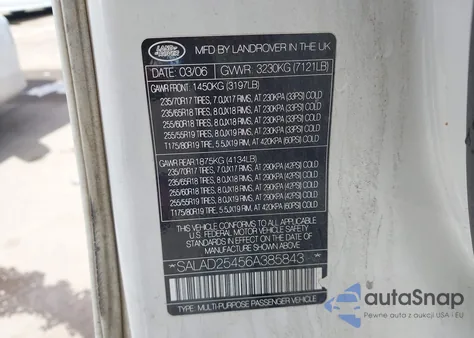 LAND ROVER
MFD BY LANDROVER IN THE UK
DATE: 03/06 GVWR: 3230KG (7121LB)
GAWR FRONT: 1450KG (3197LB)
235/70R17 TIRES, 7.0JX17 RIMS, AT 230KPA (33PSI) COLD
235/65R18 TIRES, 8.0JX18 RIMS, AT 230KPA (33PSI) COLD
255/60R18 TIRES, 8.0JX18 RIMS, AT 230KPA (33PSI) COLD
255/55R19 TIRES, 8.0JX19 RIMS, AT 230KPA (33PSI) COLD
T175/80R19 TIRE, 5.5JX19 RIM, AT 420KPA (60PSI) COLD
GAWR REAR: 1875KG (4134LB)
235/70R17 TIRES, 7.0JX17 RIMS, AT 290KPA (42PSI) COLD
235/65R18 TIRES, 8.0JX18 RIMS, AT 290KPA (42PSI) COLD
255/60R18 TIRES, 8.0JX18 RIMS, AT 290KPA (42PSI) COLD
255/55R19 TIRES, 8.0JX19 RIMS, AT 290KPA (42PSI) COLD
T175/80R19 TIRE, 5.5JX19 RIM, AT 420KPA (60PSI) COLD
THIS VEHICLE CONFORMS TO ALL APPLICABLE
FEDERAL MOTOR VEHICLE SAFETY
STANDARDS IN EFFECT ON THE DATE OF
MANUFACTURE SHOWN ABOVE
*SALAD25456A385843*
TYPE: MULTI-PURPOSE PASSENGER VEHICLE
autoSnap
Pewne auto z aukcji USA i EU